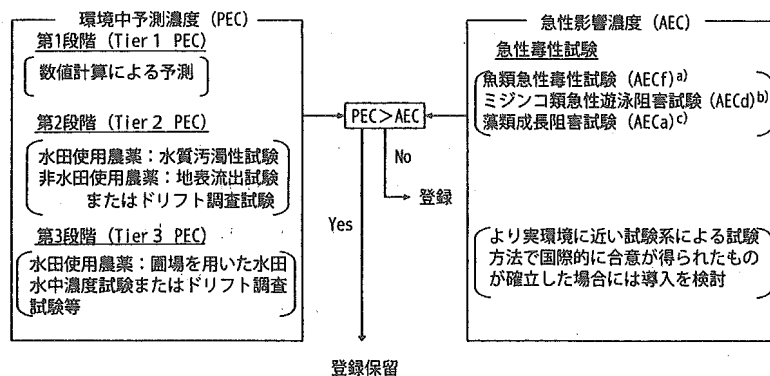 環境中予測濃度 (PEC)
第1段階 (Tier 1 PEC)
数値計算による予測
第2段階 (Tier 2 PEC)
水田使用農薬：水質汚濁性試験
非水田使用農薬：地表流出試験
またはドリフト調査試験
第3段階 (Tier 3 PEC)
水田使用農薬：圃場を用いた水田
水中濃度試験またはドリフト調査
試験等
PEC＞AEC
No
登録
Yes
登録保留
急性影響濃度 (AEC)
急性毒性試験
魚類急性毒性試験 (AECf) a)
ミジンコ類急性遊泳阻害試験 (AECd) b)
藻類成長阻害試験 (AECa) c)
より実環境に近い試験系による試験
方法で国際的に合意が得られたもの
が確立した場合には導入を検討